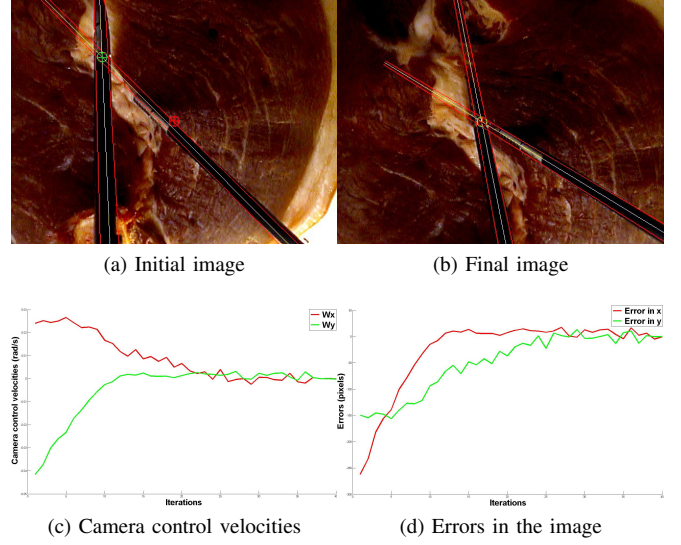 (a) Initial image
(b) Final image
Wx
Wy
Camera control velocities (rad/s)
Iterations
Error in x
Error in y
Errors (pixels)
Iterations
(c) Camera control velocities
(d) Errors in the image